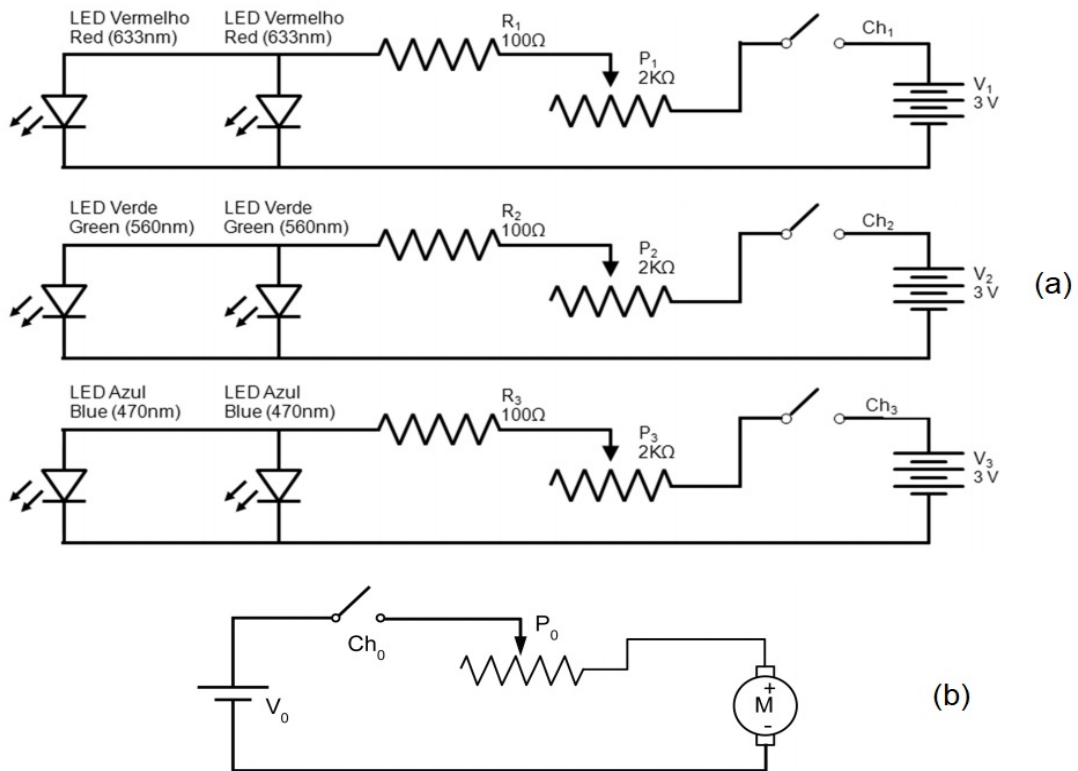 LED Vermelho
Red (633nm)
LED Vermelho
Red (633nm)
R1
100Ω
P1
2KΩ
Ch1
V1
3 V
LED Verde
Green (560nm)
LED Verde
Green (560nm)
R2
100Ω
P2
2KΩ
Ch2
V2
3 V
(a)
LED Azul
Blue (470nm)
LED Azul
Blue (470nm)
R3
100Ω
P3
2KΩ
Ch3
V3
3 V
Ch0
P0
V0
+
M
-
(b)